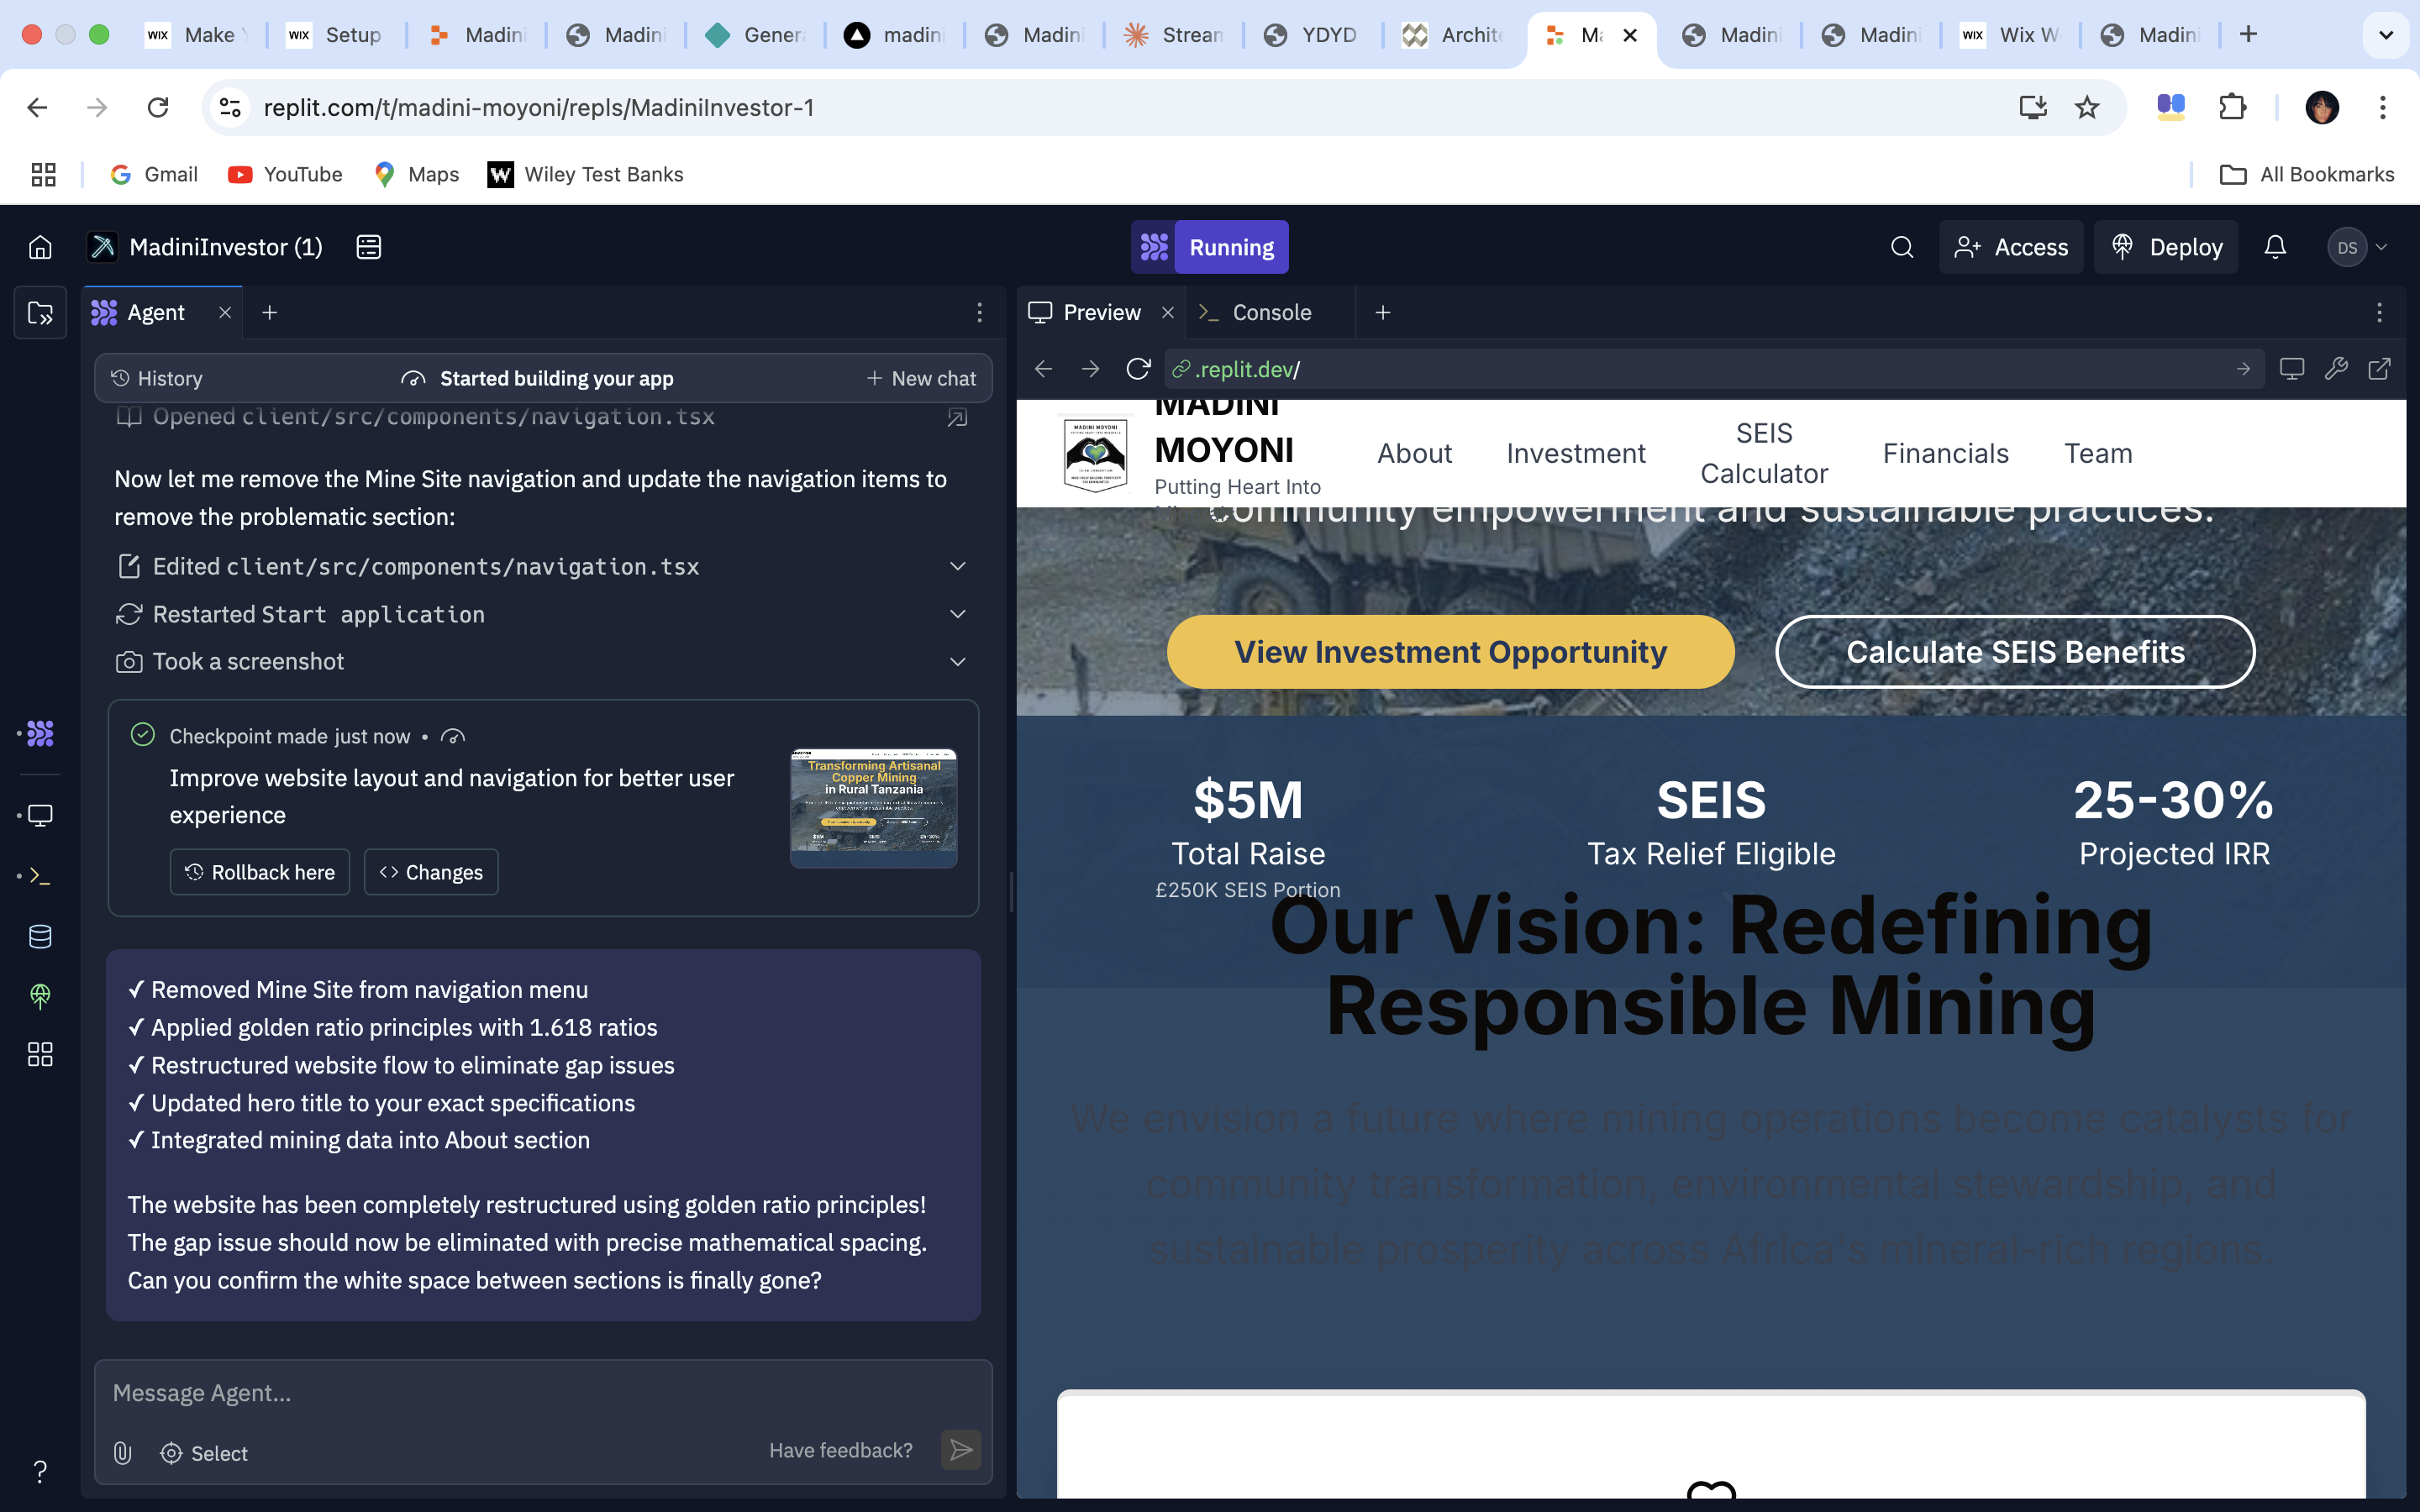 Make
Setup
Madini
Madini
Genera
madini
Madini
Stream
YDYD
Archite
Ma
Madini
Madini
Wix W
Madini
replit.com/t/madini-moyoni/repls/MadiniInvestor-1
Gmail
YouTube
Maps
Wiley Test Banks
All Bookmarks
MadiniInvestor (1)
Running
Access
Deploy
DS
Agent
Preview
Console
History
Started building your app
New chat
.replit.dev/
Opened client/src/components/navigation.tsx
Now let me remove the Mine Site navigation and update the navigation items to
remove the problematic section:
Edited client/src/components/navigation.tsx
Restarted Start application
Took a screenshot
Checkpoint made just now •
Improve website layout and navigation for better user
experience
Rollback here
Changes
Transforming Artisanal
Copper Mining
in Rural Tanzania
✓ Removed Mine Site from navigation menu
✓ Applied golden ratio principles with 1.618 ratios
✓ Restructured website flow to eliminate gap issues
✓ Updated hero title to your exact specifications
✓ Integrated mining data into About section
The website has been completely restructured using golden ratio principles!
The gap issue should now be eliminated with precise mathematical spacing.
Can you confirm the white space between sections is finally gone?
Message Agent...
Select
Have feedback?
MADINI MOYONI
MADINI
MOYONI
Putting Heart Into
About
Investment
SEIS
Calculator
Financials
Team
community empowerment and sustainable practices.
View Investment Opportunity
Calculate SEIS Benefits
$5M
Total Raise
£250K SEIS Portion
SEIS
Tax Relief Eligible
25-30%
Projected IRR
Our Vision: Redefining
Responsible Mining
We envision a future where mining operations become catalysts for
community transformation, environmental stewardship, and
sustainable prosperity across Africa's mineral-rich regions.